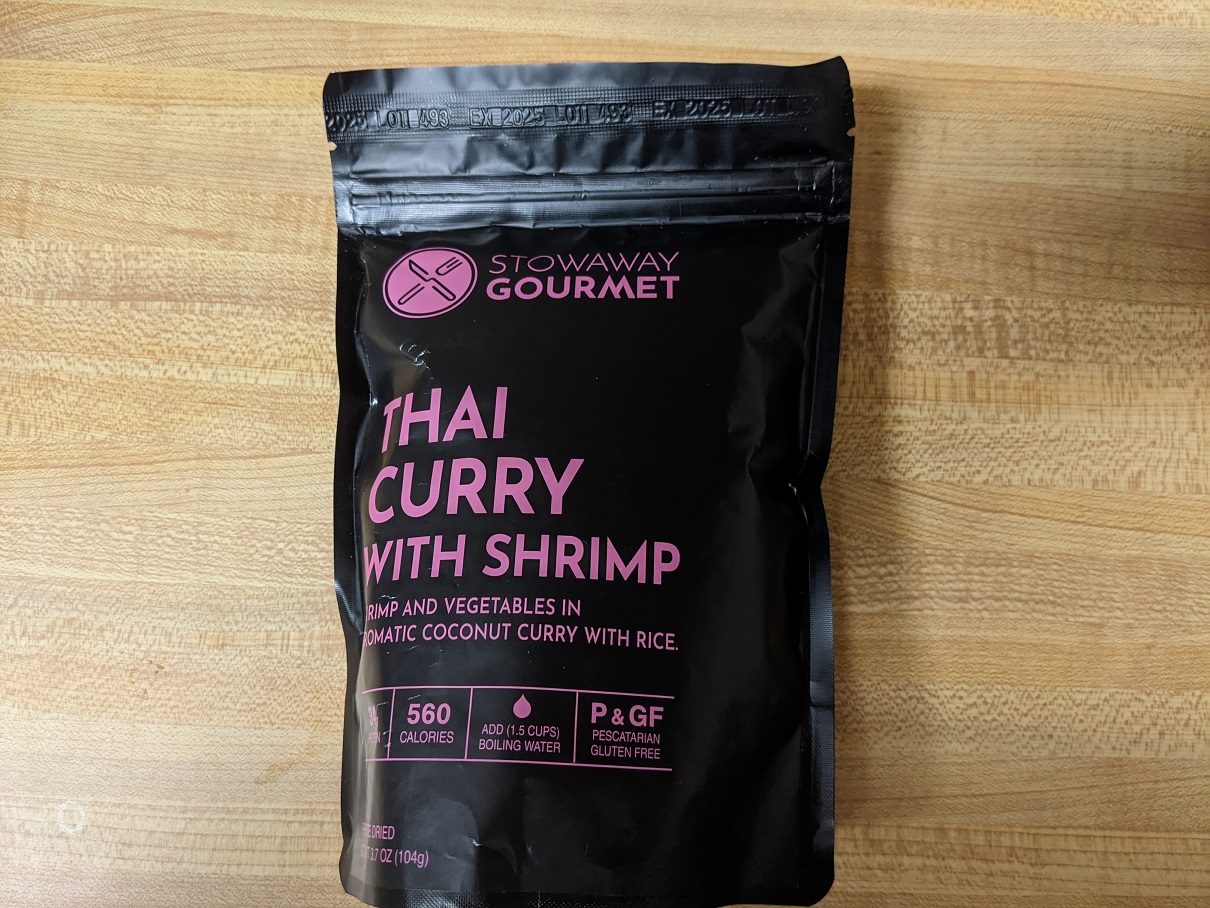 2025 LOT 493 EX 2025 LOT 493 EX 2025 LOT
STOWAWAY
GOURMET
THAI
CURRY
WITH SHRIMP
RIMP AND VEGETABLES IN
ROMATIC COCONUT CURRY WITH RICE.
560
CALORIES
ADD (1.5 CUPS)
BOILING WATER
P & GF
PESCATARIAN
GLUTEN FREE
DRIED
3.7 OZ (104g)